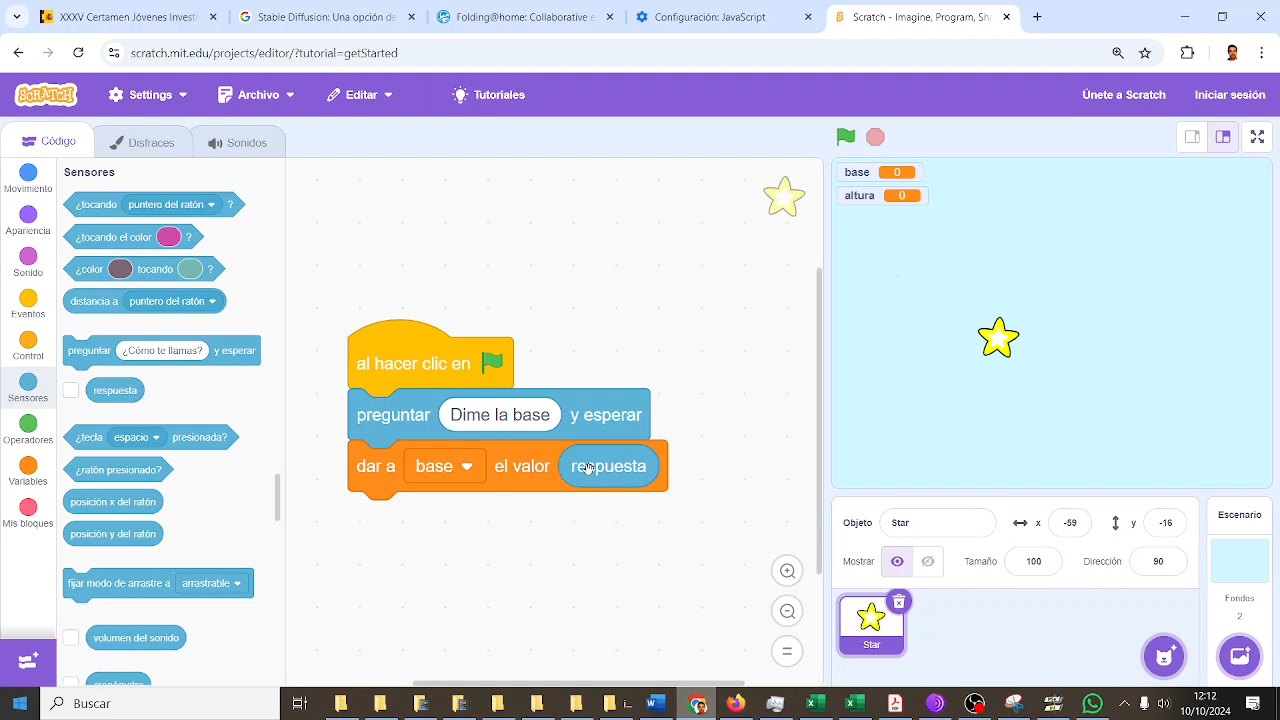 XXXV Certamen Jóvenes Investi
Stable Diffusion: Una opción de
Folding@home: Collaborative e
Configuración: JavaScript
Scratch - Imagine, Program, Sh
scratch.mit.edu/projects/editor/?tutorial=getStarted
SCRATCH
Settings
Archivo
Editar
Tutoriales
Únete a Scratch
Iniciar sesión
Código
Disfraces
Sonidos
Movimiento
Apariencia
Sonido
Eventos
Control
Sensores
Operadores
Variables
Mis bloques
Sensores
¿tocando puntero del ratón ?
¿tocando el color ?
¿color tocando ?
distancia a puntero del ratón
preguntar ¿Cómo te llamas? y esperar
respuesta
¿tecla espacio presionada?
¿ratón presionado?
posición x del ratón
posición y del ratón
fijar modo de arrastre a arrastrable
volumen del sonido
cronómetro
al hacer clic en
preguntar Dime la base y esperar
dar a base el valor respuesta
base 0
altura 0
Objeto Star x -59 y -16
Mostrar Tamaño 100 Dirección 90
Star
Escenario
Fondos
2
Buscar
12:12
10/10/2024